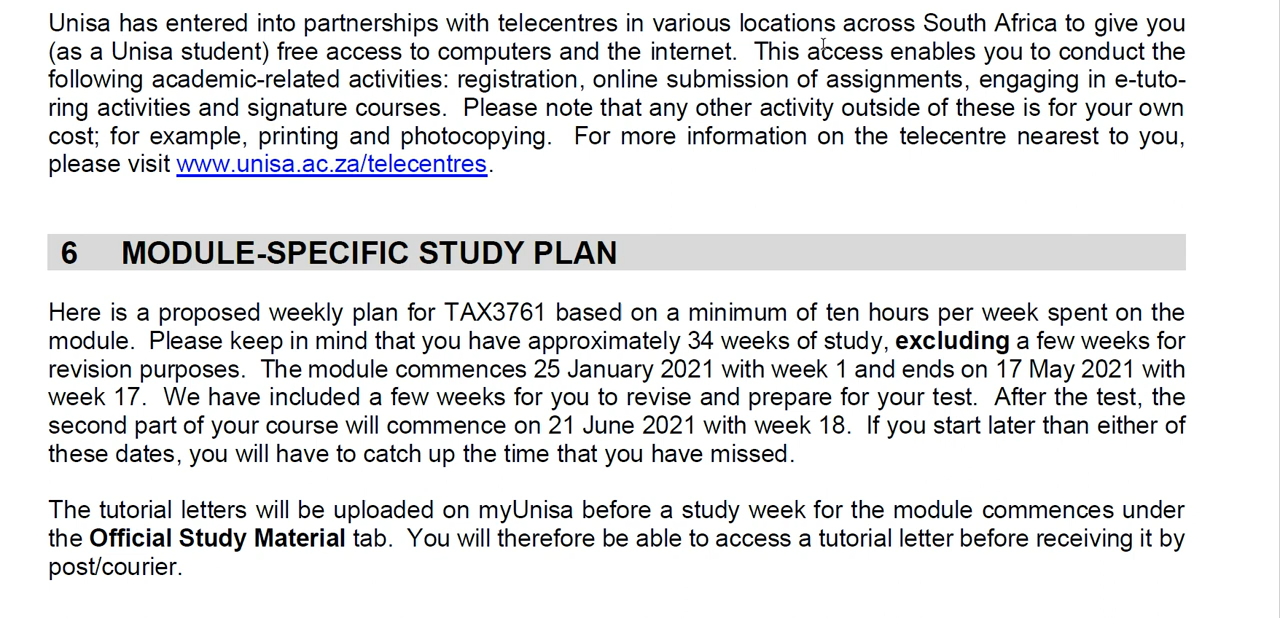 Unisa has entered into partnerships with telecentres in various locations across South Africa to give you
(as a Unisa student) free access to computers and the internet.  This access enables you to conduct the
following academic-related activities: registration, online submission of assignments, engaging in e-tuto-
ring activities and signature courses.  Please note that any other activity outside of these is for your own
cost; for example, printing and photocopying.  For more information on the telecentre nearest to you,
please visit www.unisa.ac.za/telecentres.
6 MODULE-SPECIFIC STUDY PLAN
Here is a proposed weekly plan for TAX3761 based on a minimum of ten hours per week spent on the
module.  Please keep in mind that you have approximately 34 weeks of study, excluding a few weeks for
revision purposes.  The module commences 25 January 2021 with week 1 and ends on 17 May 2021 with
week 17.  We have included a few weeks for you to revise and prepare for your test.  After the test, the
second part of your course will commence on 21 June 2021 with week 18.  If you start later than either of
these dates, you will have to catch up the time that you have missed.
The tutorial letters will be uploaded on myUnisa before a study week for the module commences under
the Official Study Material tab.  You will therefore be able to access a tutorial letter before receiving it by
post/courier.